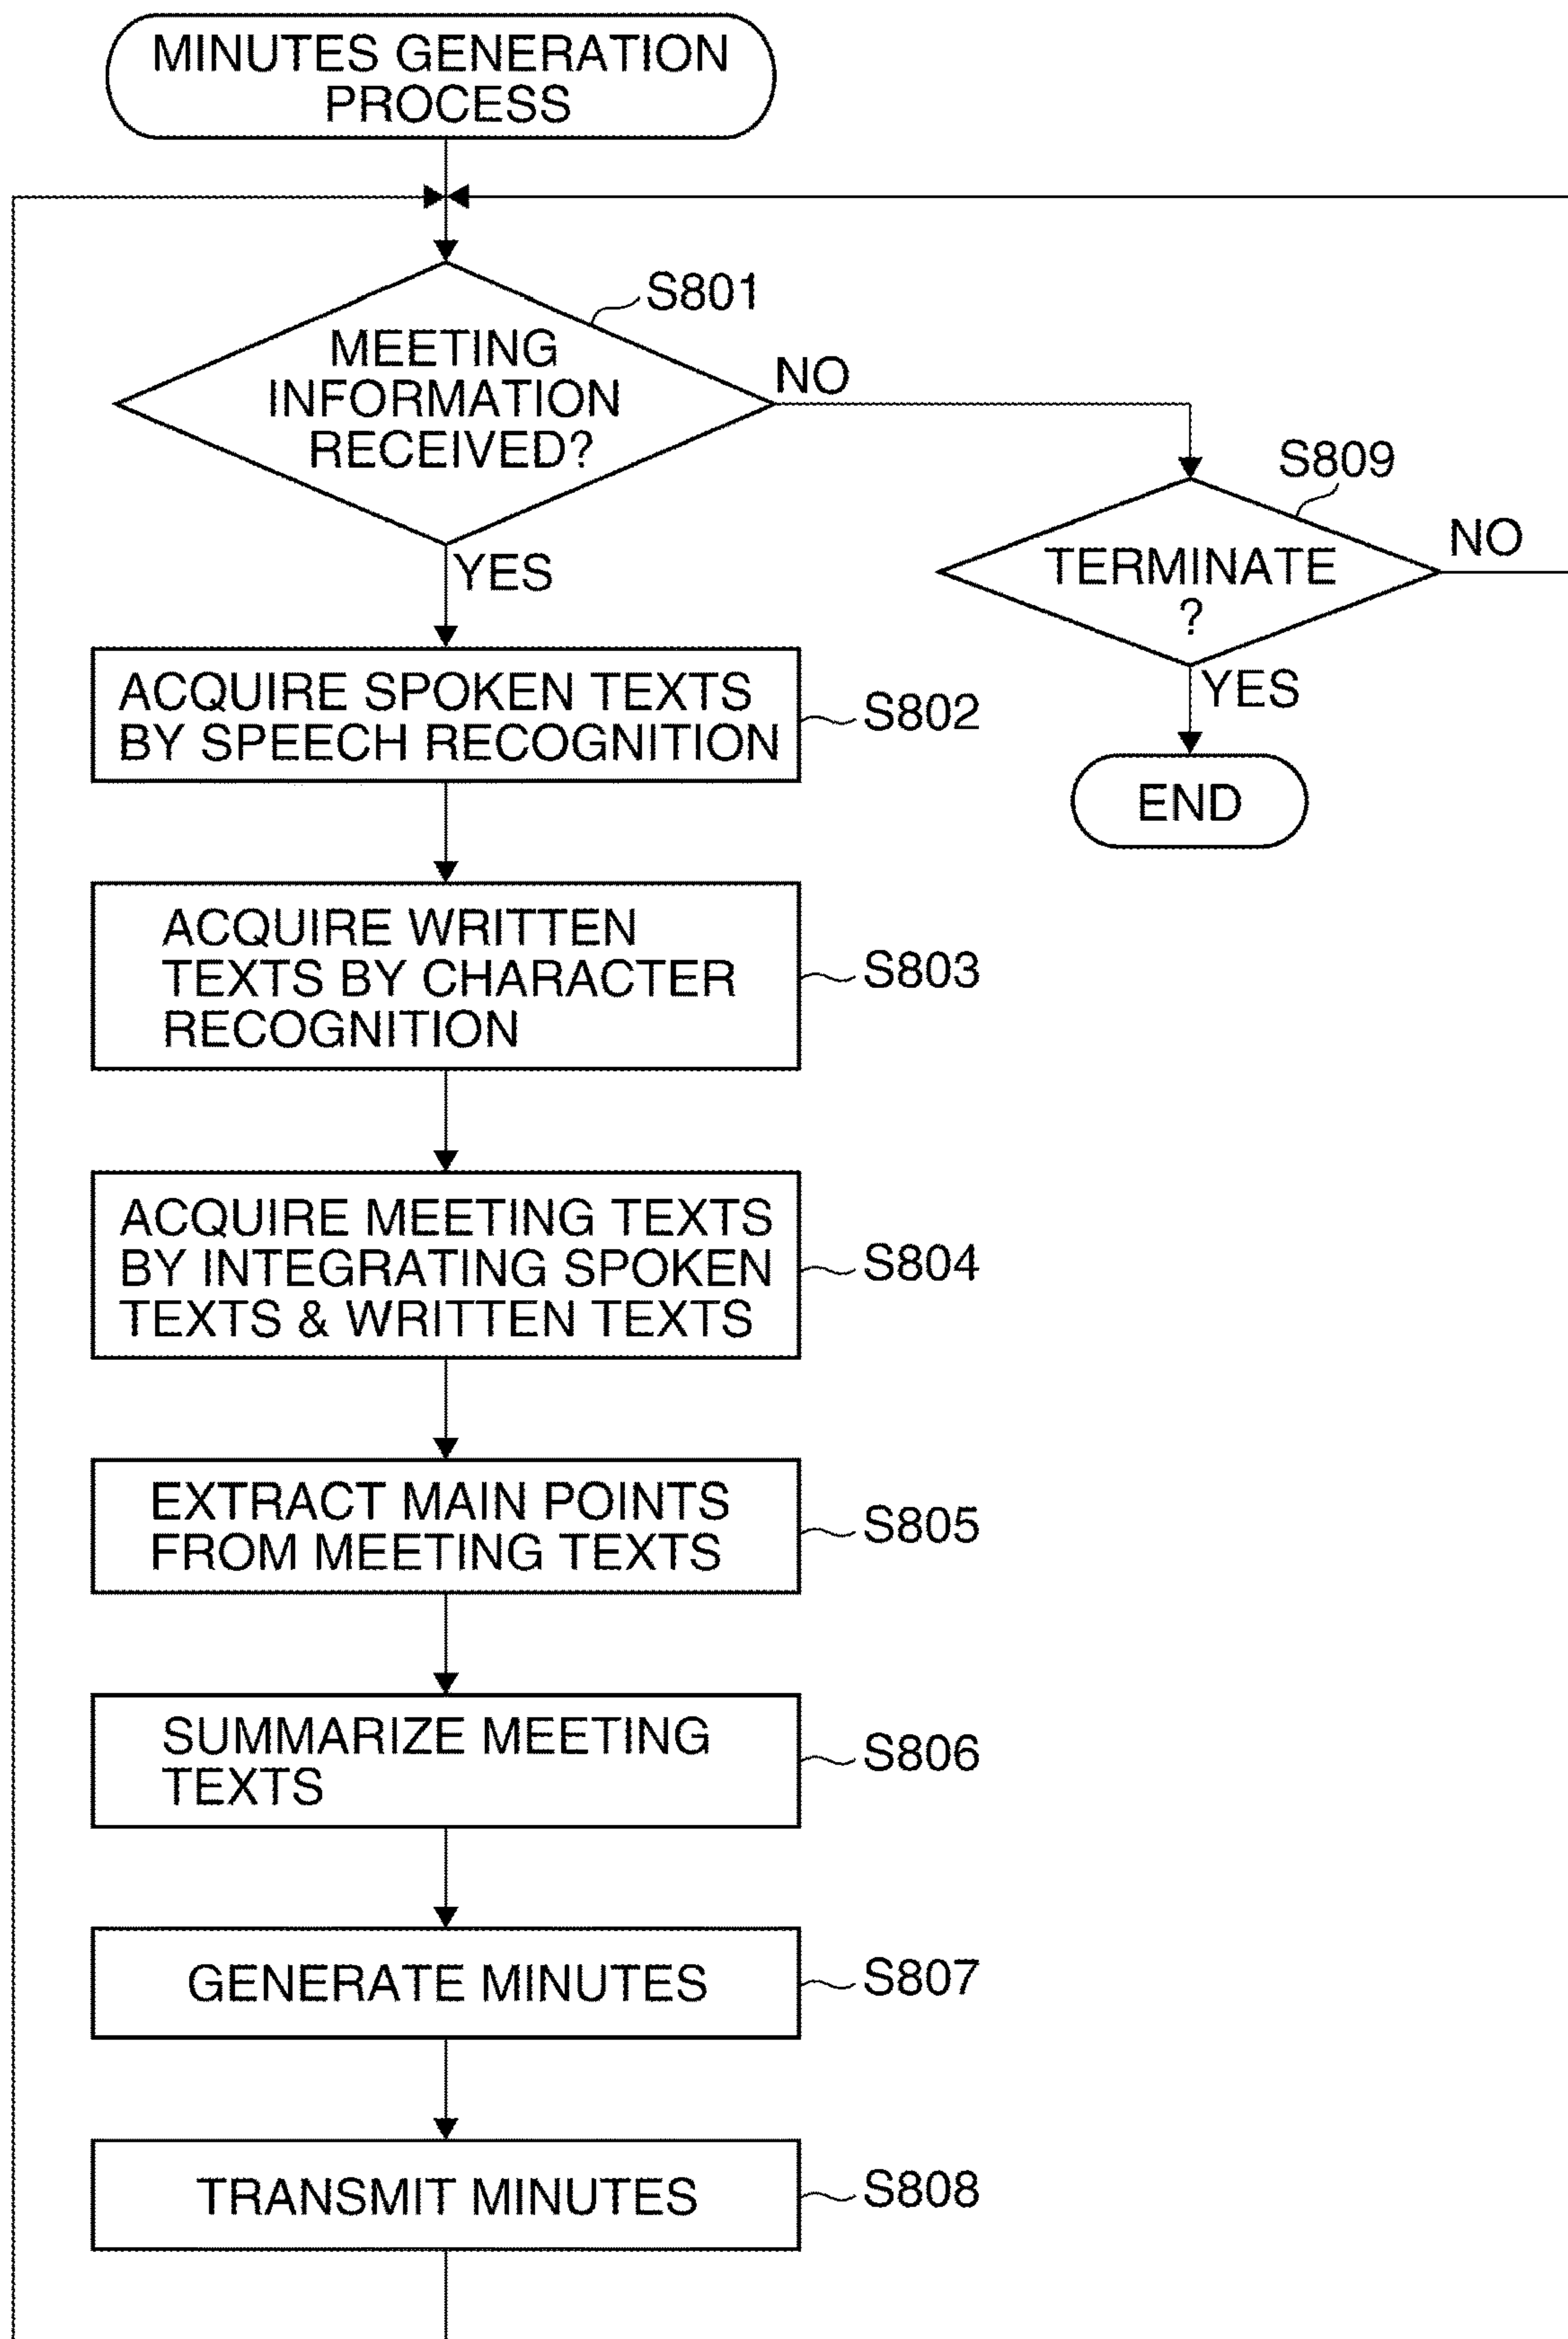 MINUTES GENERATION
PROCESS
S801
MEETING
INFORMATION
RECEIVED?
NO
YES
S809
TERMINATE
?
NO
YES
END
ACQUIRE SPOKEN TEXTS
BY SPEECH RECOGNITION
S802
ACQUIRE WRITTEN
TEXTS BY CHARACTER
RECOGNITION
S803
ACQUIRE MEETING TEXTS
BY INTEGRATING SPOKEN
TEXTS & WRITTEN TEXTS
S804
EXTRACT MAIN POINTS
FROM MEETING TEXTS
S805
SUMMARIZE MEETING
TEXTS
S806
GENERATE MINUTES
S807
TRANSMIT MINUTES
S808